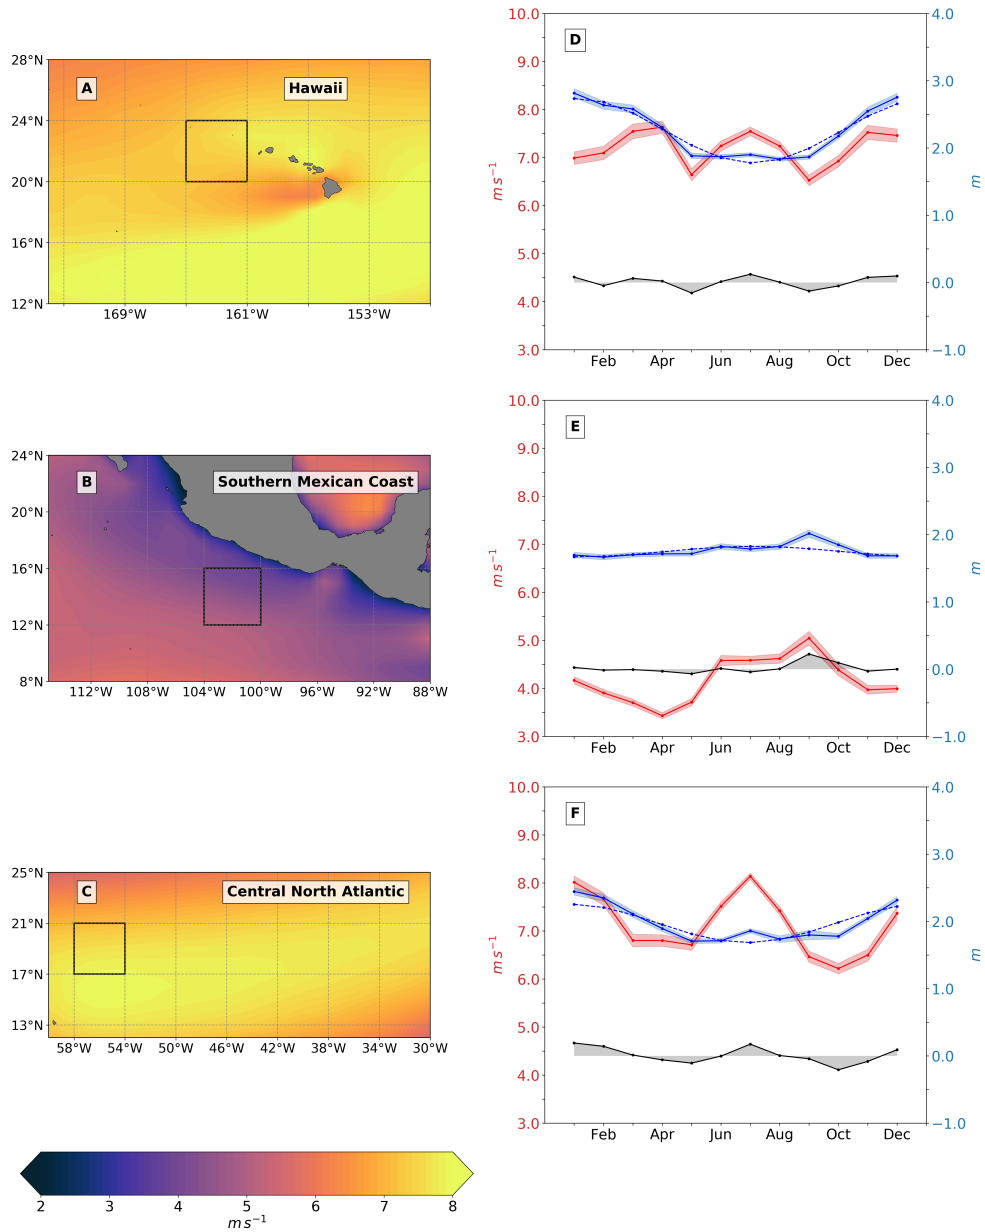 A
Hawaii
28°N
24°N
20°N
16°N
12°N
169°W
161°W
153°W
D
10.0
9.0
8.0
7.0
6.0
5.0
4.0
3.0
m s⁻¹
4.0
3.0
2.0
1.0
0.0
−1.0
m
Feb Apr Jun Aug Oct Dec
B
Southern Mexican Coast
24°N
20°N
16°N
12°N
8°N
112°W 108°W 104°W 100°W 96°W 92°W 88°W
E
10.0
9.0
8.0
7.0
6.0
5.0
4.0
3.0
m s⁻¹
4.0
3.0
2.0
1.0
0.0
−1.0
m
Feb Apr Jun Aug Oct Dec
C
Central North Atlantic
25°N
21°N
17°N
13°N
58°W 54°W 50°W 46°W 42°W 38°W 34°W 30°W
F
10.0
9.0
8.0
7.0
6.0
5.0
4.0
3.0
m s⁻¹
4.0
3.0
2.0
1.0
0.0
−1.0
m
Feb Apr Jun Aug Oct Dec
2 3 4 5 6 7 8
m s⁻¹